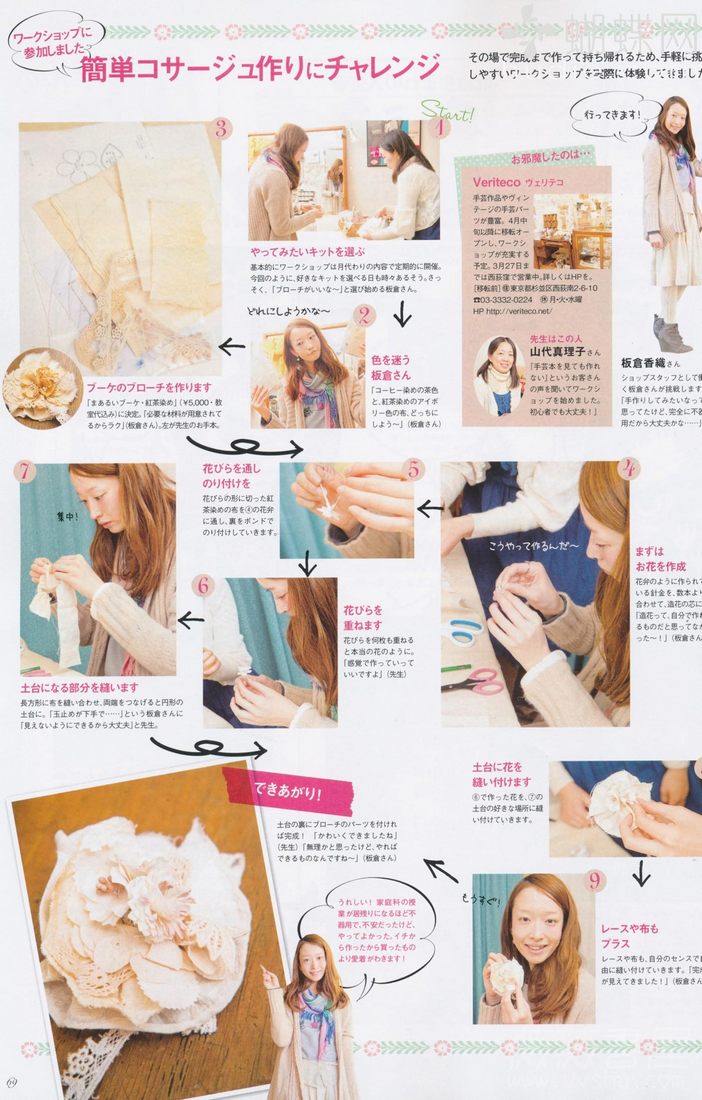 ワークショップに
参加しました
簡単コサージュ作りにチャレンジ
その場で完成まで作って持ち帰れるため、手軽に挑
しやすいワークショップを実際に体験してきました
蝴蝶网
Start!
行ってきます!
3
1
やってみたいキットを選ぶ
基本的にワークショップは月代わりの内容で定期的に開催。
今回のように、好きなキットを選べる日も時々あるそう。さっ
そく、「ブローチがいいな〜」と選び始める板倉さん。
どれにしようかな〜
2
色を迷う
板倉さん
「コーヒー染めの茶色
と、紅茶染めのアイボ
リー色の布、どっちに
しよう〜」(板倉さん)
ブーケのブローチを作ります
「まあるいブーケ・紅茶染め」(¥5,000・教
室代込み)に決定。「必要な材料が用意されて
るからラク」(板倉さん)。左が先生のお手本。
お邪魔したのは…
Veriteco ヴェリテコ
手芸作品やヴィン
テージの手芸パー
ツが豊富。4月中
旬以降に移転オー
プンし、ワークショッ
プが充実する
予定。3月27日ま
では西荻窪で営業中。詳しくはHPを。
[移転前]㊟東京都杉並区西荻南2-6-10
☎03-3332-0224 ㊡月・火・水曜
HP http://veriteco.net/
先生はこの人
山代真理子さん
「手芸本を見ても作れ
ない」というお客さん
の声を聞いてワークシ
ョップを始めました。
初心者でも大丈夫!」
板倉香織さん
ショップスタッフとして働
く板倉さんが挑戦します
「手作りしてみたいなって
思ってたけど、完全に不器
用だから大丈夫かな……」
7
集中!
花びらを通し
のり付けを
花びらの形に切った紅
茶染めの布を④の花弁
に通し、裏をボンドで
のり付けしていきます。
5
4
こうやって作るんだ〜
まずは
お花を作成
花弁のように作られて
いる針金を、数本より
合わせて、造花の芯に
「造花って、自分で作れ
るものだと思ってなか
った〜!」(板倉さん
6
花びらを
重ねます
花びらを何枚も重ねる
と本当の花のように。
「感覚で作っていって
いいですよ」(先生)
土台になる部分を縫います
長方形に布を縫い合わせ、両端をつなげると円形の
土台に。「玉止めが下手で……」という板倉さんに
「見えないようにできるから大丈夫」と先生。
土台に花を
縫い付けます
⑥で作った花を、⑦の
土台の好きな場所に縫
い付けていきます。
できあがり!
土台の裏にブローチのパーツを付けれ
ば完成! 「かわいくできましたね」
(先生)「無理かと思ったけど、やれば
できるものなんですね〜」(板倉さん)
もうすぐ!
9
レースや布も
プラス
レースや布も、自分のセンスで自
由に縫い付けていきます。「完成
が見えてきました!」(板倉さん
うれしい! 家庭科の授
業が居残りになるほど不
器用で、不安だったけど、
やってよかった。イチか
ら作ったから買ったもの
より愛着がわきます!